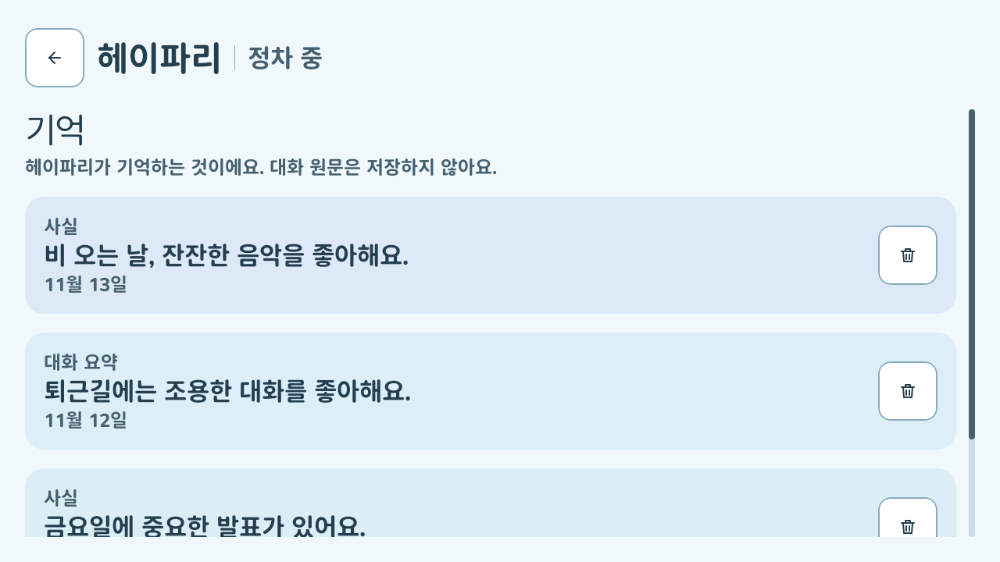 헤이파리
정차 중
기억
헤이파리가 기억하는 것이에요. 대화 원문은 저장하지 않아요.
사실
비 오는 날, 잔잔한 음악을 좋아해요.
11월 13일
대화 요약
퇴근길에는 조용한 대화를 좋아해요.
11월 12일
사실
금요일에 중요한 발표가 있어요.